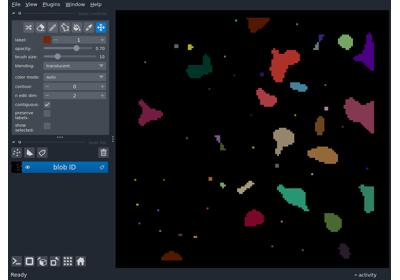 File View Plugins Window Help
label: 1
opacity: 0.70
brush size: 10
blending: translucent
color mode: auto
contour: 0
n edit dim: 2
contiguous:
preserve
labels:
show
selected:
blob ID
Ready
activity